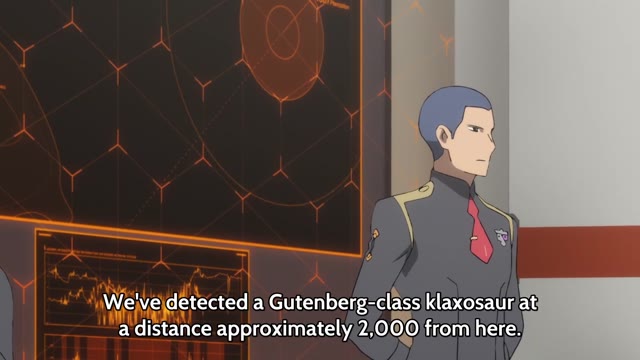 We've detected a Gutenberg-class klaxosaur at
a distance approximately 2,000 from here.